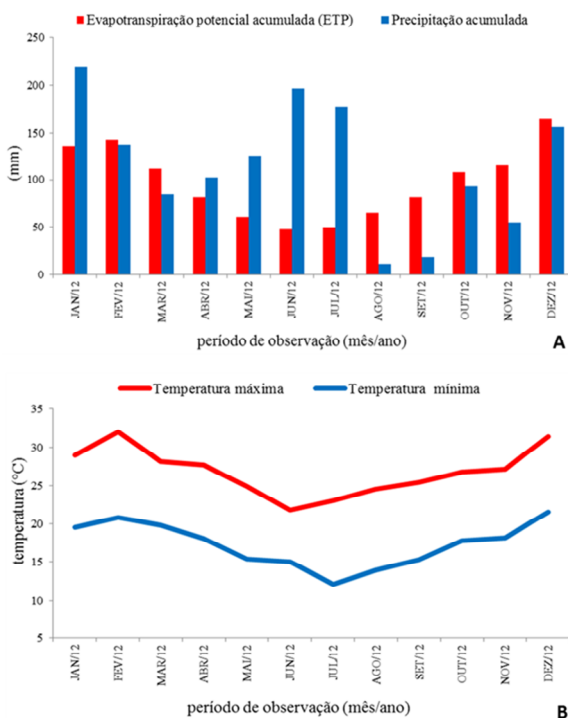 Evapotranspiração potencial acumulada (ETP) Precipitação acumulada
250
200
150
100
50
0
(mm)
JAN/12 FEV/12 MAR/12 ABR/12 MAI/12 JUN/12 JUL/12 AGO/12 SET/12 OUT/12 NOV/12 DEZ/12
período de observação (mês/ano)
A
Temperatura máxima Temperatura mínima
35
30
25
20
15
10
5
temperatura (°C)
JAN/12 FEV/12 MAR/12 ABR/12 MAI/12 JUN/12 JUL/12 AGO/12 SET/12 OUT/12 NOV/12 DEZ/12
período de observação (mês/ano)
B